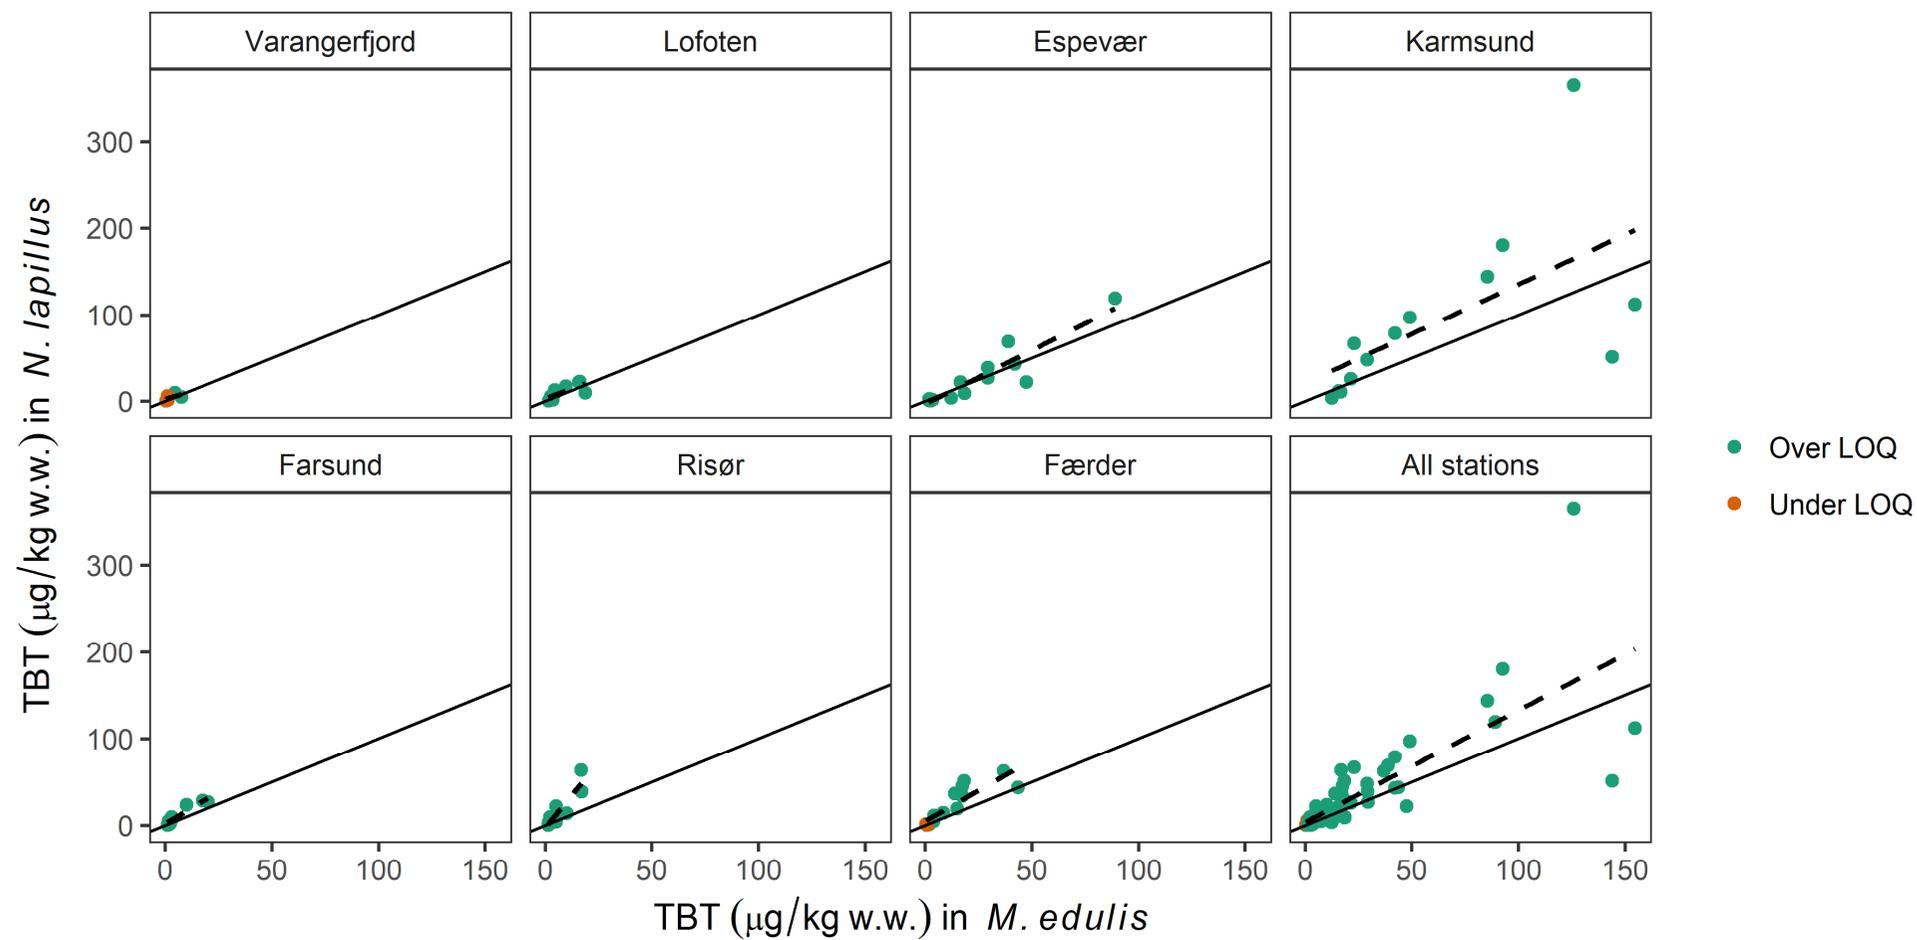 Varangerfjord
Lofoten
Espevær
Karmsund
300
200
100
0
TBT (μg/kg w.w.) in N. lapillus
Farsund
Risør
Færder
All stations
300
200
100
0
0 50 100 150
0 50 100 150
0 50 100 150
0 50 100 150
TBT (μg/kg w.w.) in M. edulis
Over LOQ
Under LOQ